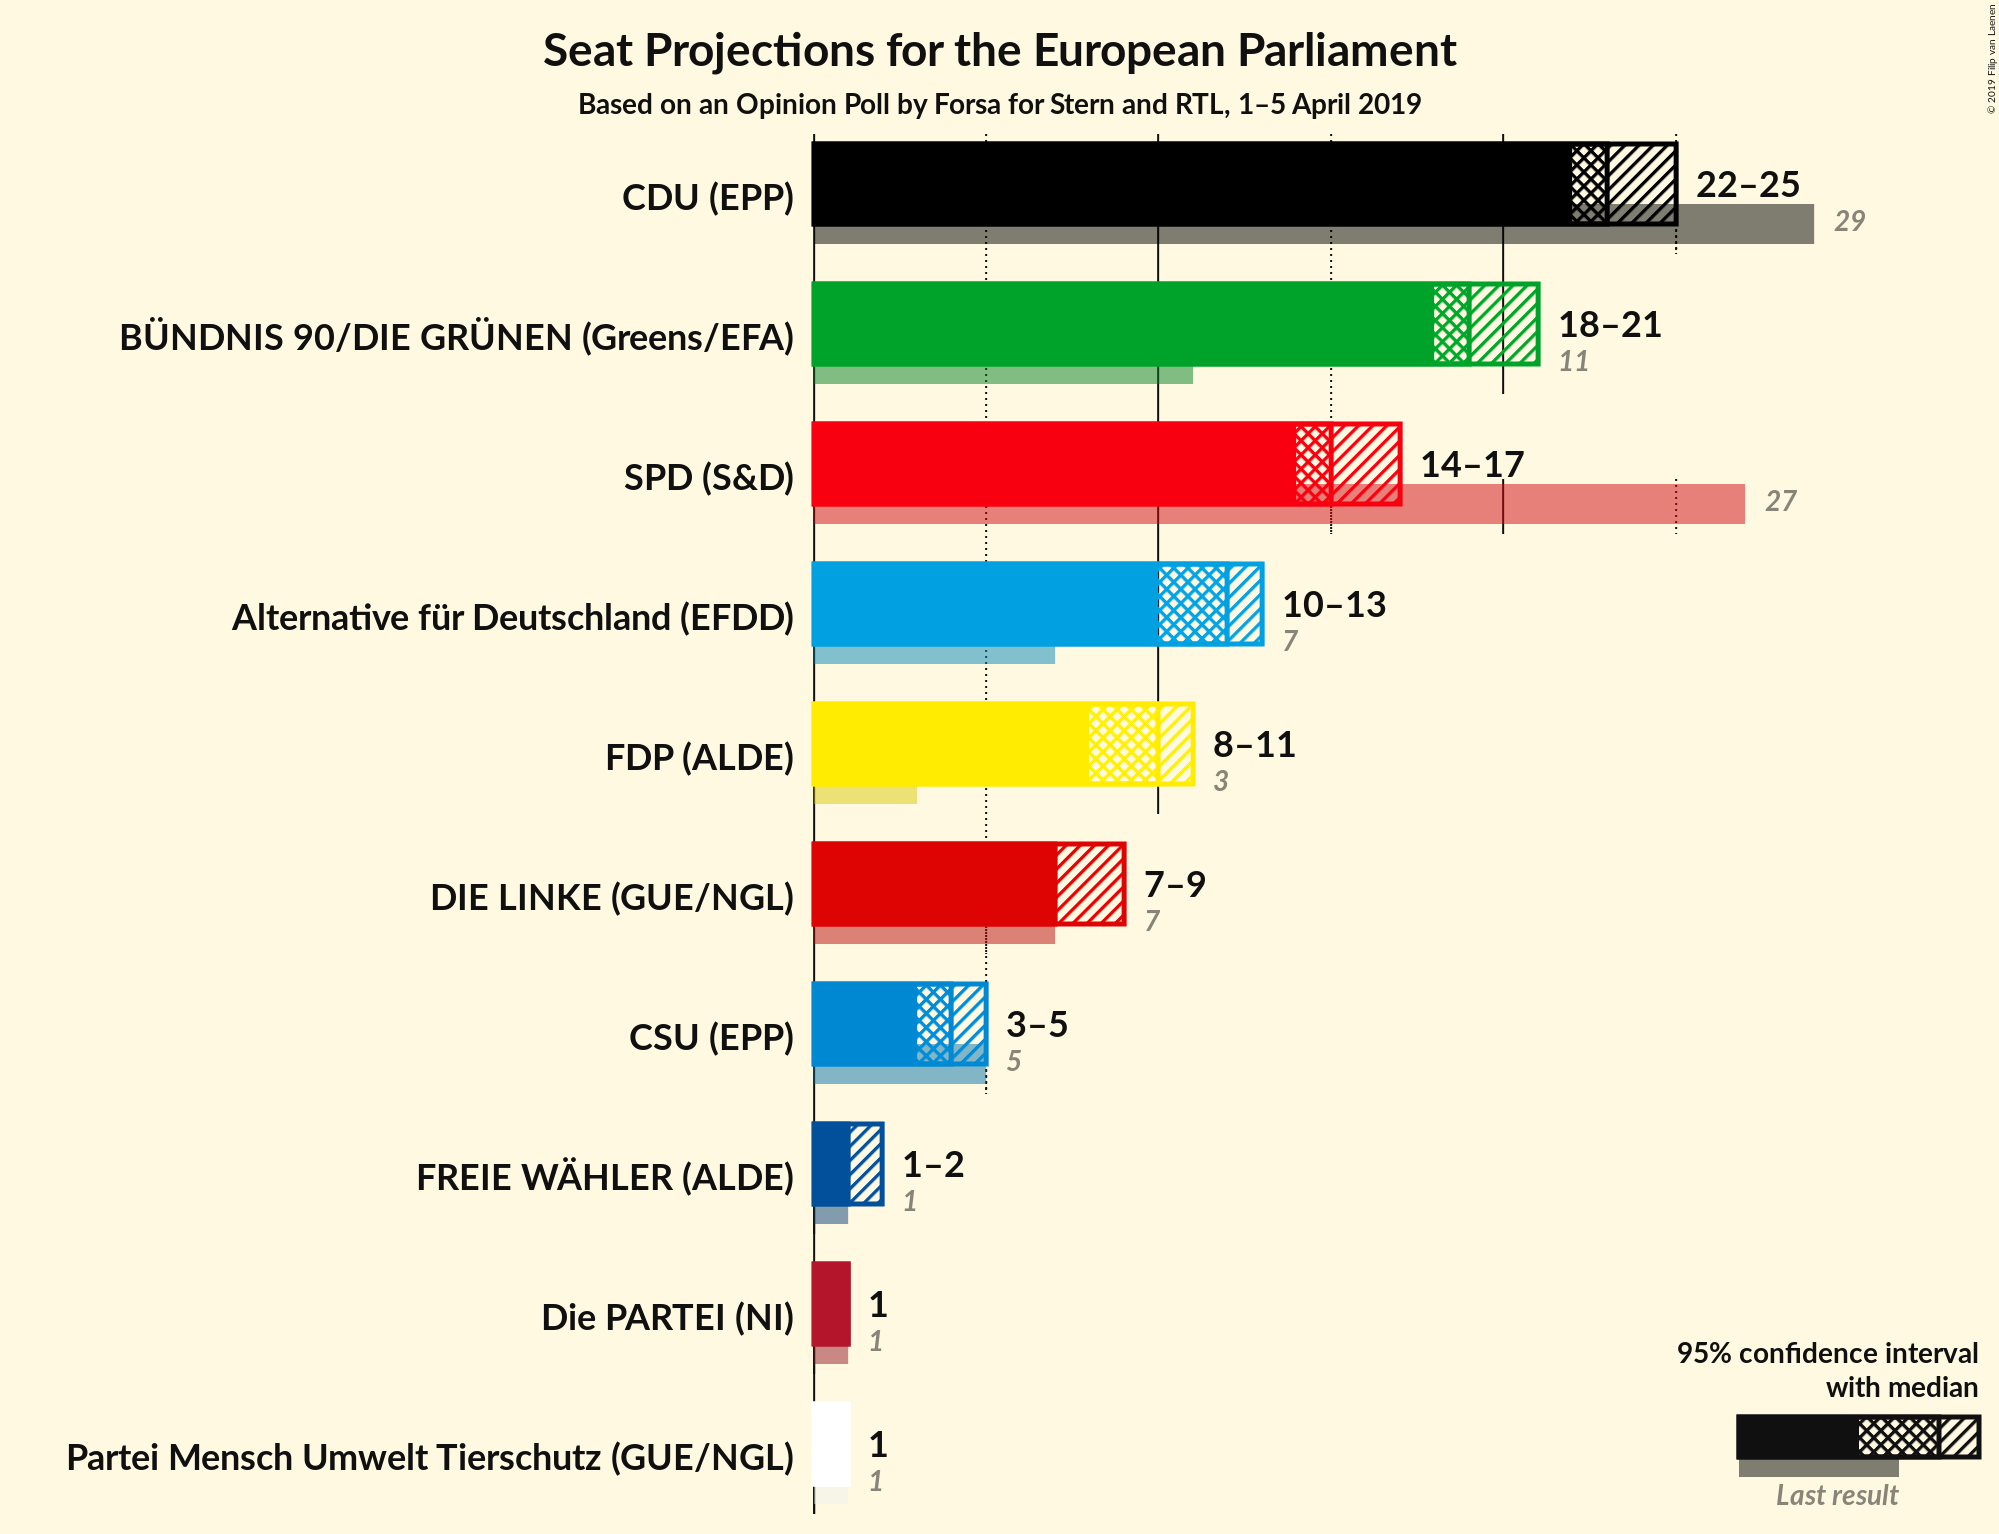 Seat Projections for the European Parliament
Based on an Opinion Poll by Forsa for Stern and RTL, 1–5 April 2019
© 2019 Filip van Laenen
CDU (EPP)
22–25
29
BÜNDNIS 90/DIE GRÜNEN (Greens/EFA)
18–21
11
SPD (S&D)
14–17
27
Alternative für Deutschland (EFDD)
10–13
7
FDP (ALDE)
8–11
3
DIE LINKE (GUE/NGL)
7–9
7
CSU (EPP)
3–5
5
FREIE WÄHLER (ALDE)
1–2
1
Die PARTEI (NI)
1
1
Partei Mensch Umwelt Tierschutz (GUE/NGL)
1
1
95% confidence interval
with median
Last result